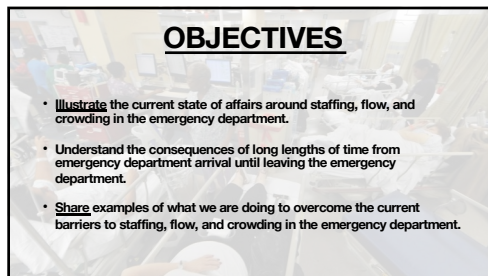 OBJECTIVES
• Illustrate the current state of affairs around staffing, flow, and
crowding in the emergency department.
• Understand the consequences of long lengths of time from
emergency department arrival until leaving the emergency
department.
• Share examples of what we are doing to overcome the current
barriers to staffing, flow, and crowding in the emergency department.